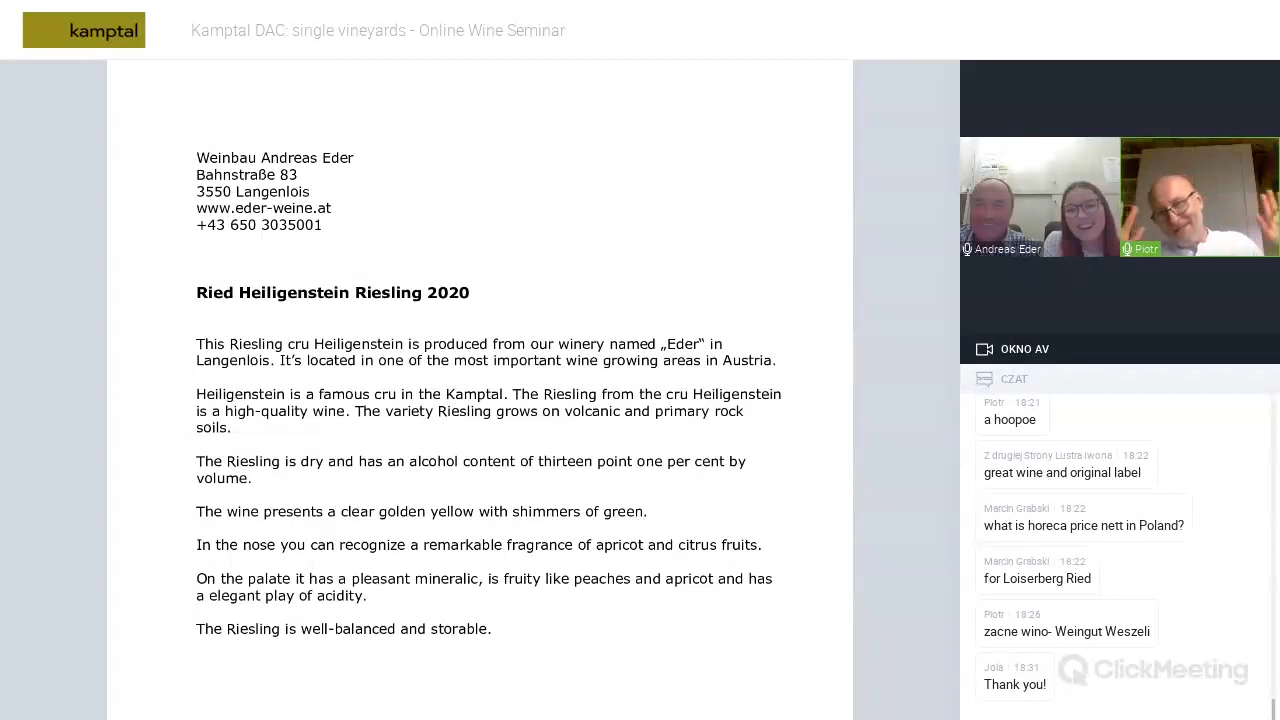 kamptal
Kamptal DAC: single vineyards - Online Wine Seminar
Weinbau Andreas Eder
Bahnstraße 83
3550 Langenlois
www.eder-weine.at
+43 650 3035001
Ried Heiligenstein Riesling 2020
This Riesling cru Heiligenstein is produced from our winery named „Eder“ in
Langenlois. It’s located in one of the most important wine growing areas in Austria.
Heiligenstein is a famous cru in the Kamptal. The Riesling from the cru Heiligenstein
is a high-quality wine. The variety Riesling grows on volcanic and primary rock
soils.
The Riesling is dry and has an alcohol content of thirteen point one per cent by
volume.
The wine presents a clear golden yellow with shimmers of green.
In the nose you can recognize a remarkable fragrance of apricot and citrus fruits.
On the palate it has a pleasant mineralic, is fruity like peaches and apricot and has
a elegant play of acidity.
The Riesling is well-balanced and storable.
Andreas Eder
Piotr
OKNO AV
CZAT
Piotr 18:21
a hoopoe
Z drugiej Strony Lustra Iwona 18:22
great wine and original label
Marcin Grabski 18:22
what is horeca price nett in Poland?
Marcin Grabski 18:22
for Loiserberg Ried
Piotr 18:26
zacne wino- Weingut Weszeli
Jola 18:31
Thank you!
ClickMeeting